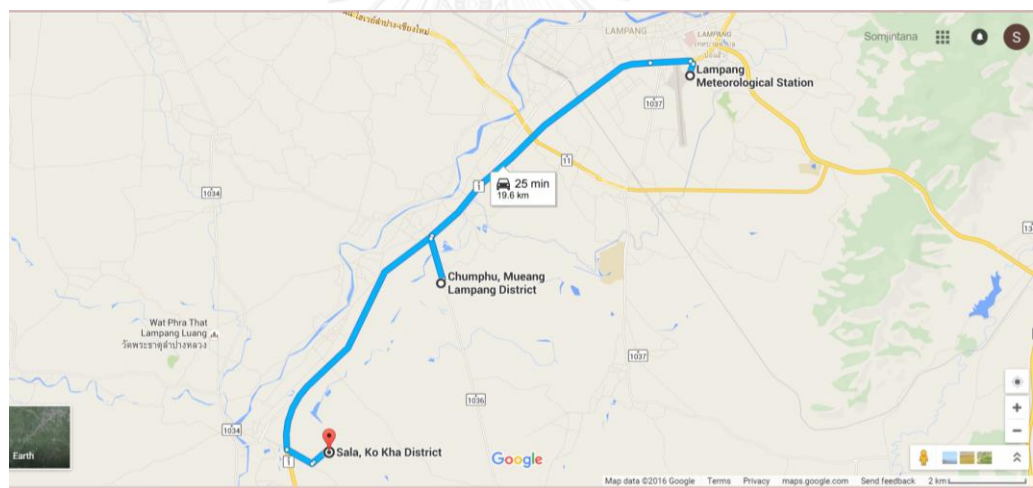 LAMPANG
LAMPANG
Somjintana
S
Lampang
Meteorological Station
1037
11
1034
1
25 min
19.6 km
Chumphu, Mueang
Lampang District
Wat Phra That
Lampang Luang
วัดพระธาตุลำปางหลวง
1037
1036
1034
1
Sala, Ko Kha District
Earth
Google
Map data ©2016 Google
Terms
Privacy
maps.google.com
Send feedback
2 km